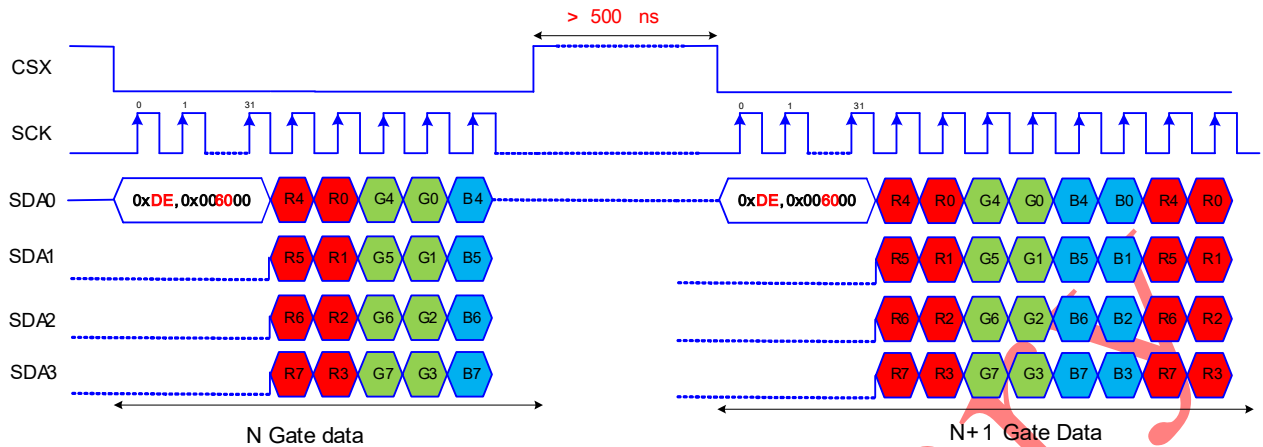 > 500 ns
CSX
0 1 31 0 1 31
SCK
SDA0 0xDE, 0x006000 R4 R0 G4 G0 B4 0xDE, 0x006000 R4 R0 G4 G0 B4 B0 R4 R0
SDA1 R5 R1 G5 G1 B5 R5 R1 G5 G1 B5 B1 R5 R1
SDA2 R6 R2 G6 G2 B6 R6 R2 G6 G2 B6 B2 R6 R2
SDA3 R7 R3 G7 G3 B7 R7 R3 G7 G3 B7 B3 R7 R3
N Gate data N+1 Gate Data